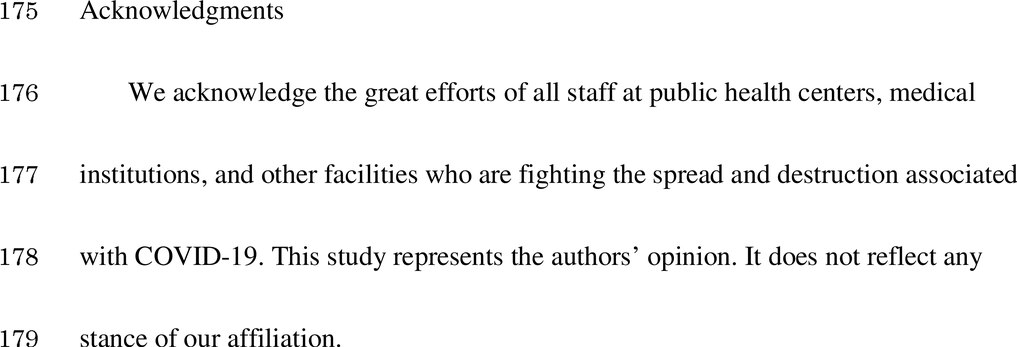 175 Acknowledgments
176 We acknowledge the great efforts of all staff at public health centers, medical
177 institutions, and other facilities who are fighting the spread and destruction associated
178 with COVID-19. This study represents the authors’ opinion. It does not reflect any
179 stance of our affiliation.